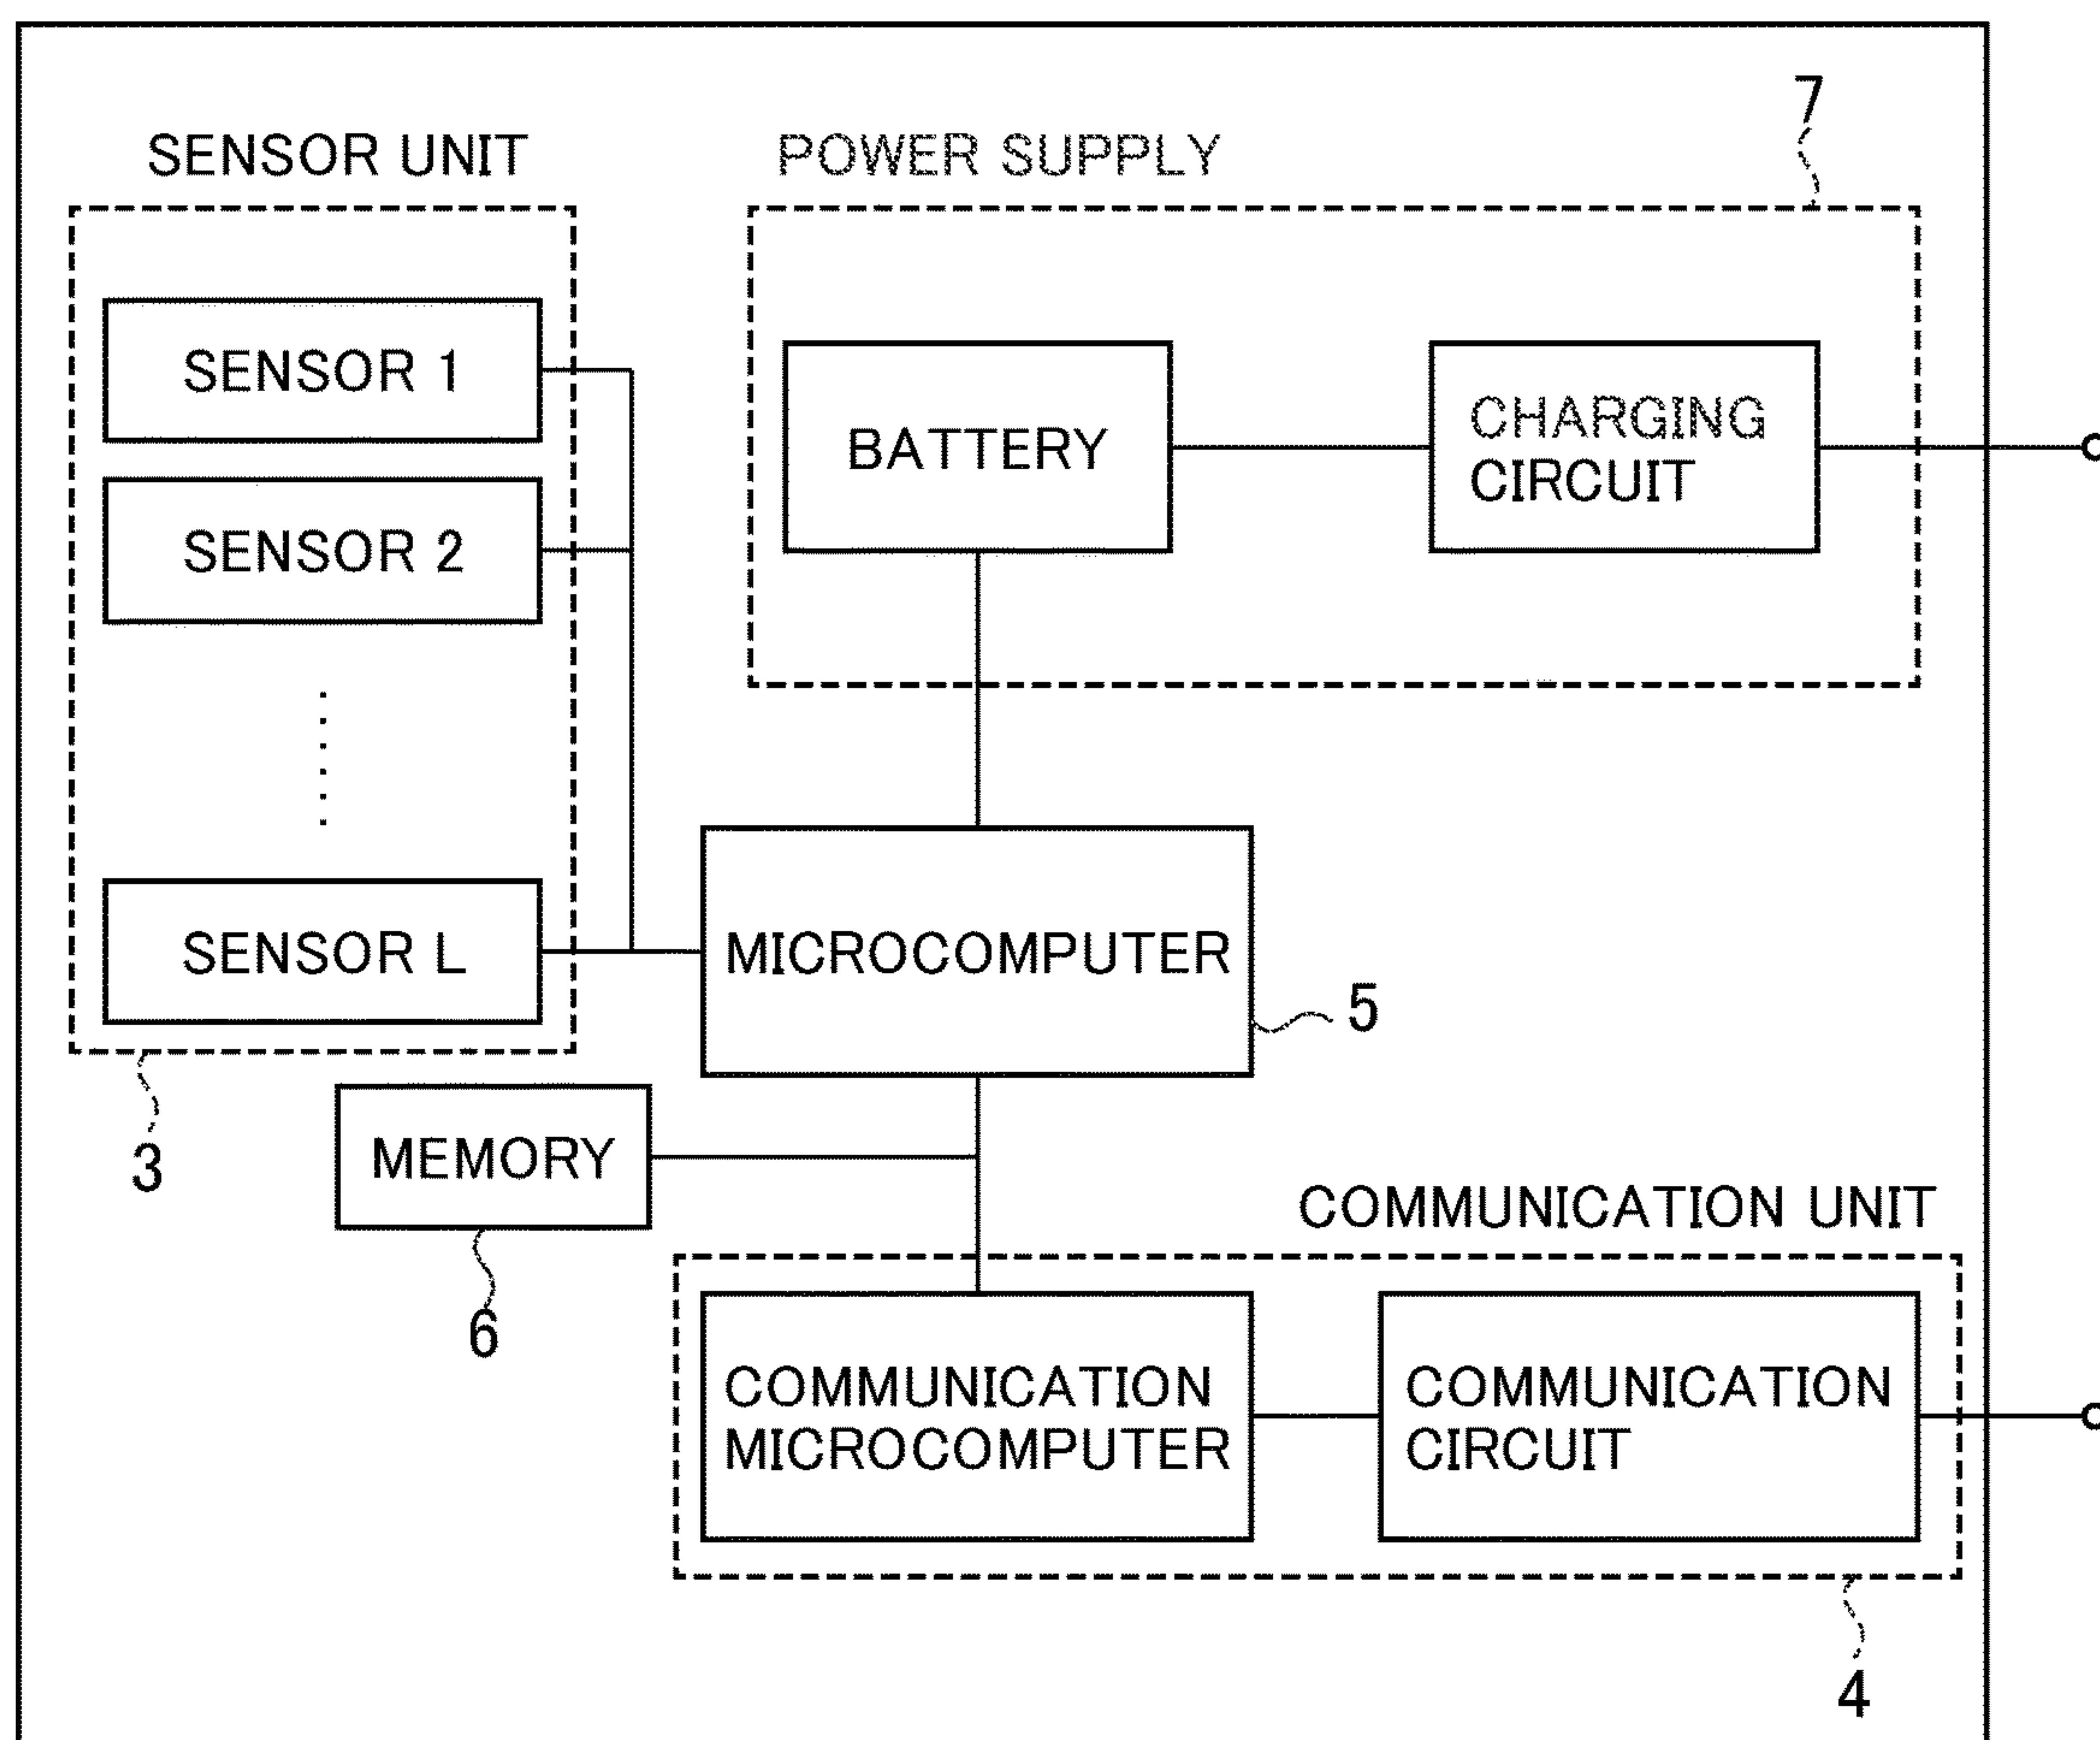 7
SENSOR UNIT
POWER SUPPLY
SENSOR 1
BATTERY
CHARGING
CIRCUIT
SENSOR 2
SENSOR L
MICROCOMPUTER
5
3
MEMORY
6
COMMUNICATION UNIT
COMMUNICATION
MICROCOMPUTER
COMMUNICATION
CIRCUIT
4